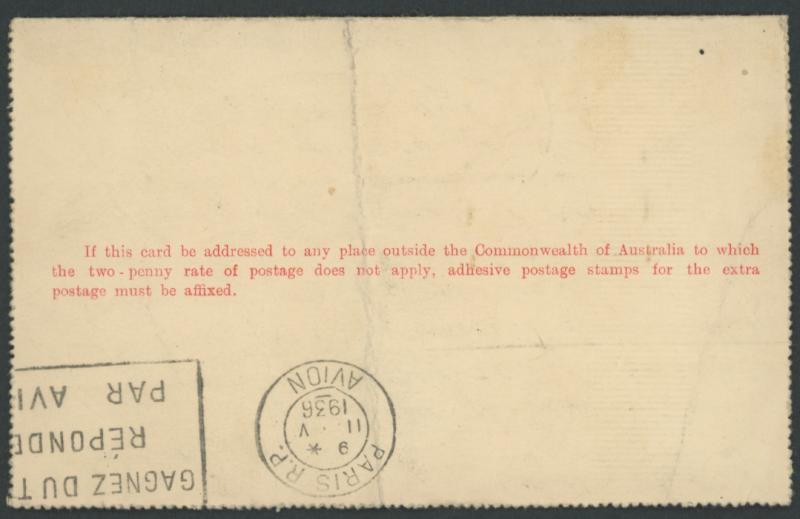 If this card be addressed to any place outside the Commonwealth of Australia to which
the two-penny rate of postage does not apply, adhesive postage stamps for the extra
postage must be affixed.
GAGNEZ DU T
RÉPONDE
PAR AVI
PARIS R.P.
11 · V
1936
AVION